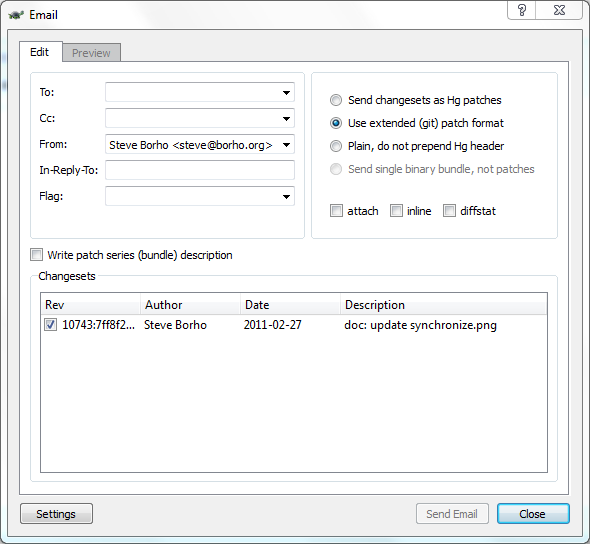 Email
Edit
Preview
To:
Cc:
From: Steve Borho <steve@borho.org>
In-Reply-To:
Flag:
Send changesets as Hg patches
Use extended (git) patch format
Plain, do not prepend Hg header
Send single binary bundle, not patches
attach inline diffstat
Write patch series (bundle) description
Changesets
Rev Author Date Description
10743:7ff8f2... Steve Borho 2011-02-27 doc: update synchronize.png
Settings Send Email Close